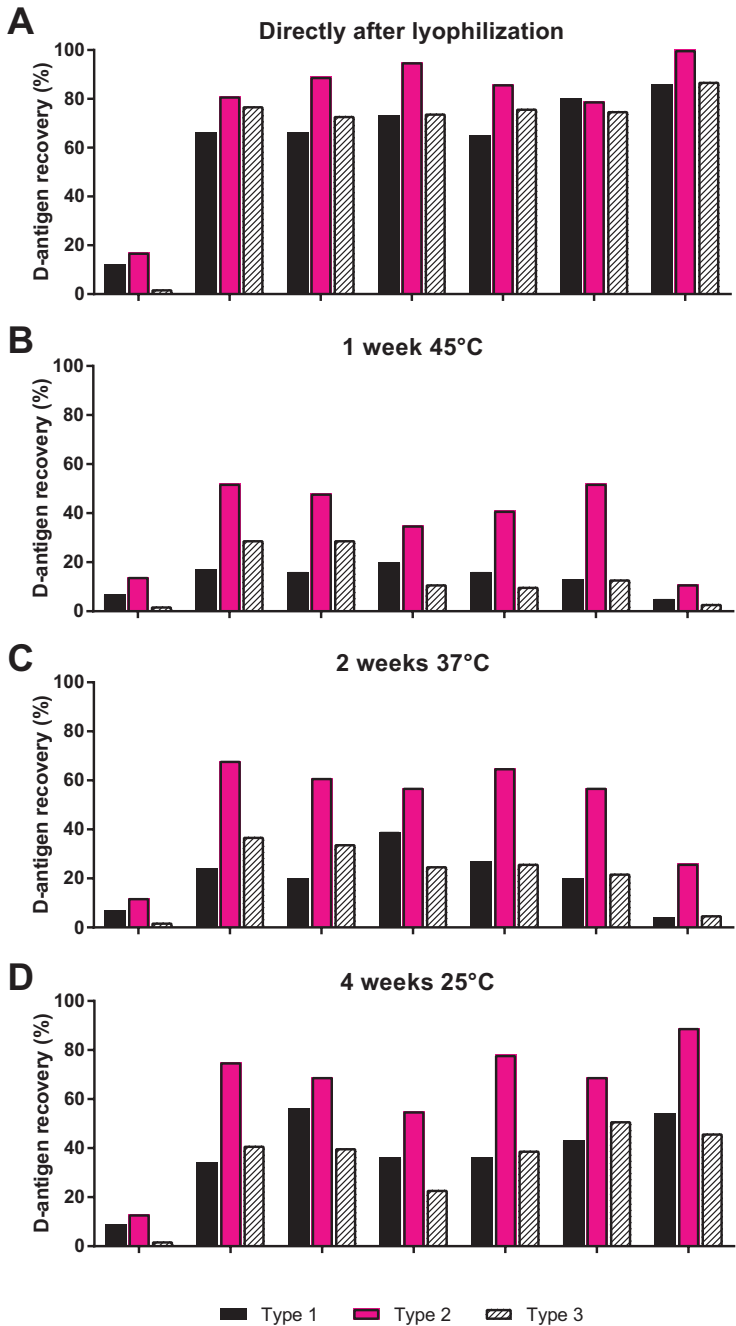 A
Directly after lyophilization
D-antigen recovery (%)
100
80
60
40
20
0
B
1 week 45°C
D-antigen recovery (%)
100
80
60
40
20
0
C
2 weeks 37°C
D-antigen recovery (%)
100
80
60
40
20
0
D
4 weeks 25°C
D-antigen recovery (%)
100
80
60
40
20
0
Type 1 Type 2 Type 3